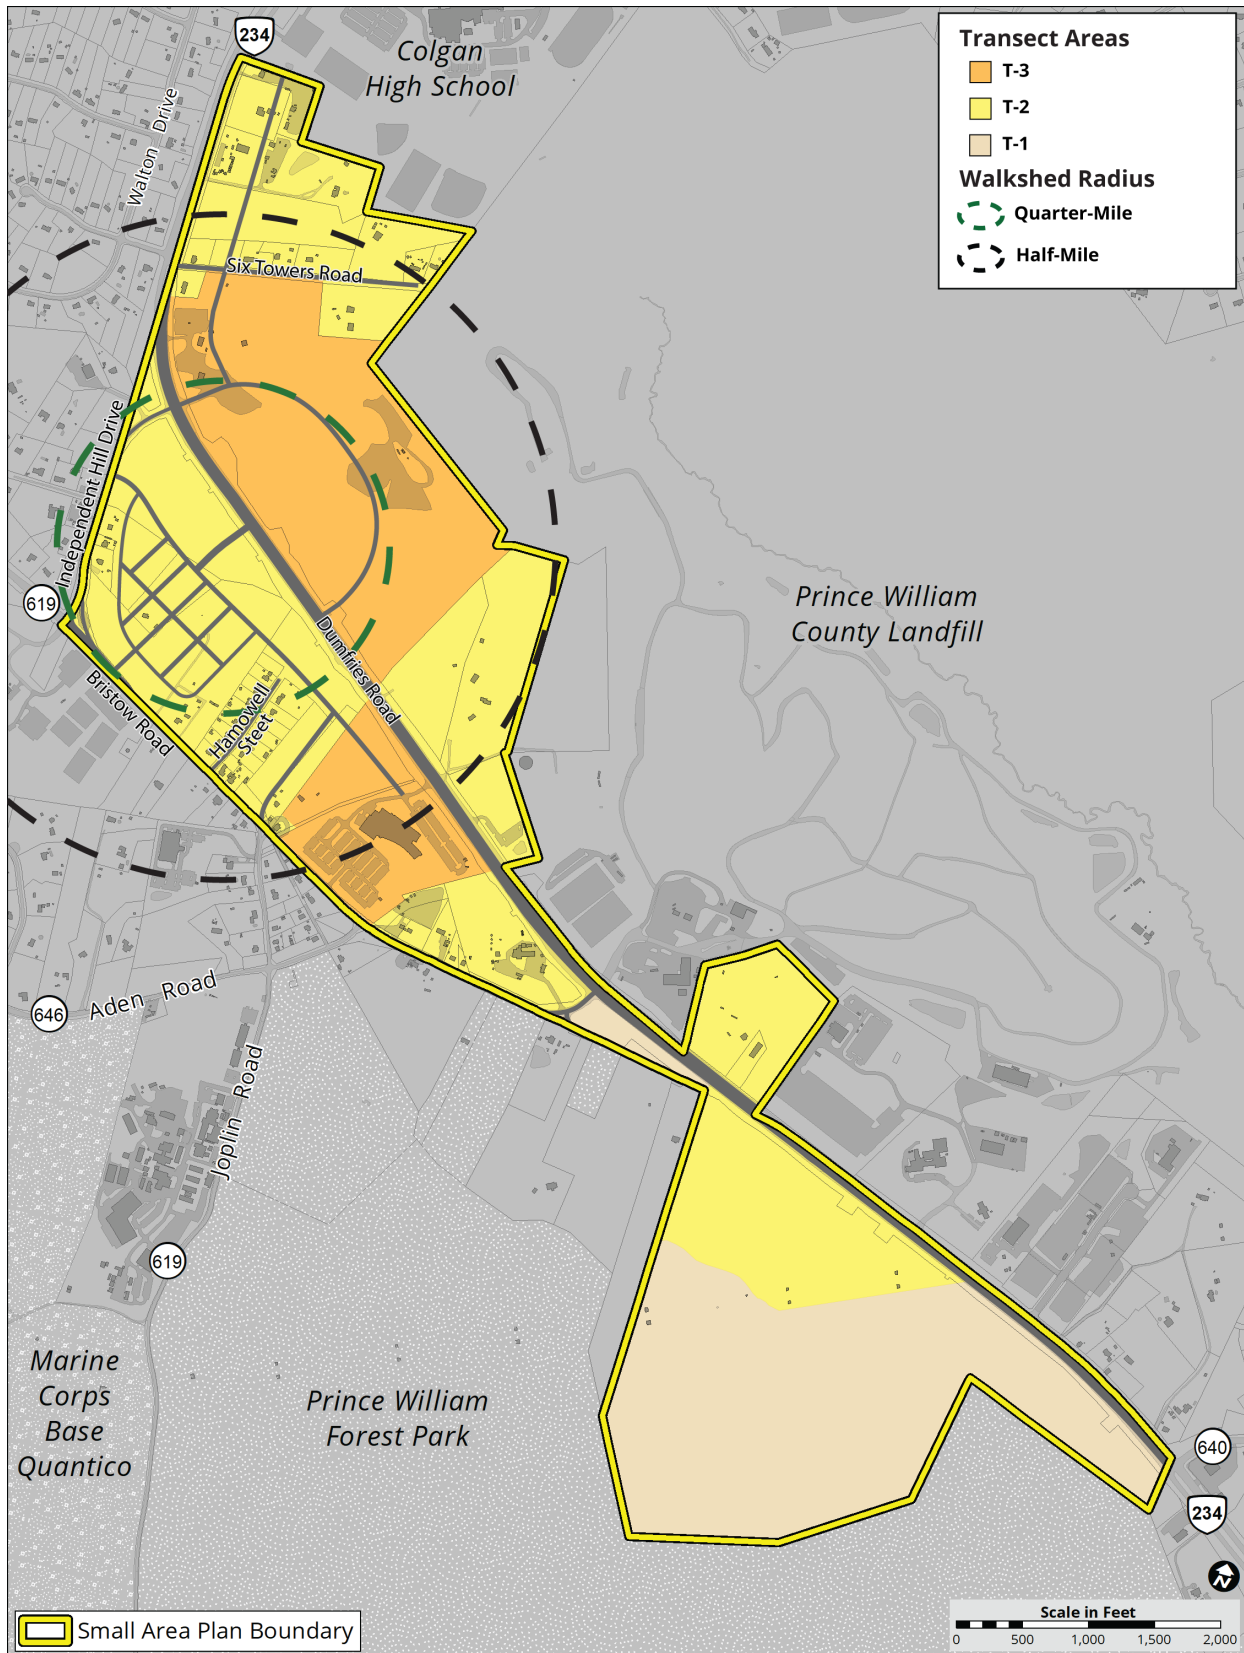 234
Colgan
High School
Transect Areas
T-3
T-2
T-1
Walkshed Radius
Quarter-Mile
Half-Mile
Walton Drive
Six Towers Road
Independent Hill Drive
619
Prince William
County Landfill
Dumfries Road
Bristow Road
Hamowell
Steet
646
Aden Road
Joplin Road
619
Marine
Corps
Base
Quantico
Prince William
Forest Park
640
234
N
Small Area Plan Boundary
Scale in Feet
0 500 1,000 1,500 2,000